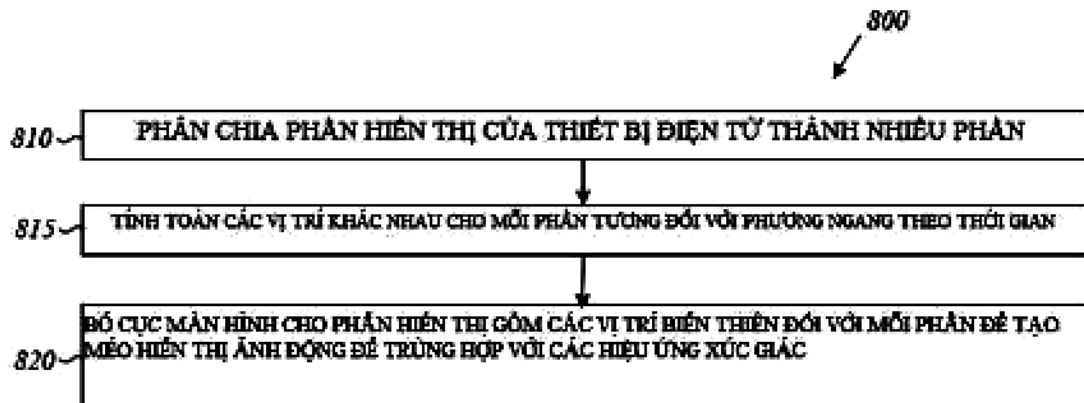 800
810 PHÂN CHIA PHẦN HIỂN THỊ CỦA THIẾT BỊ ĐIỆN TỬ THÀNH NHIỀU PHẦN
815 TÍNH TOÁN CÁC VỊ TRÍ KHÁC NHAU CHO MỖI PHẦN TƯƠNG ĐỐI VỚI PHƯƠNG NGANG THEO THỜI GIAN
BỐ CỤC MÀN HÌNH CHO PHẦN HIỂN THỊ GỒM CÁC VỊ TRÍ BIẾN THIÊN ĐỐI VỚI MỖI PHẦN ĐỂ TẠO
820 MÉO HIỂN THỊ ẢNH ĐỘNG ĐỂ TRÙNG HỢP VỚI CÁC HIỆU ỨNG XÚC GIÁC